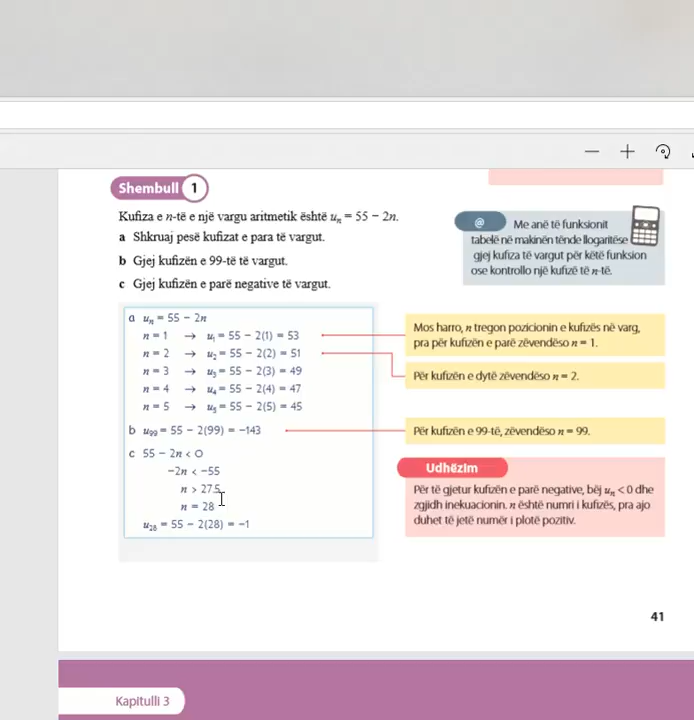 Shembull 1
Kufiza e n-të e një vargu aritmetik është uₙ = 55 − 2n.
a Shkruaj pesë kufizat e para të vargut.
b Gjej kufizën e 99-të të vargut.
c Gjej kufizën e parë negative të vargut.
@ Me anë të funksionit
tabelë në makinën tënde llogaritëse
gjej kufiza të vargut për këtë funksion
ose kontrollo një kufizë të n-të.
a uₙ = 55 − 2n
n = 1 → u₁ = 55 − 2(1) = 53
n = 2 → u₂ = 55 − 2(2) = 51
n = 3 → u₃ = 55 − 2(3) = 49
n = 4 → u₄ = 55 − 2(4) = 47
n = 5 → u₅ = 55 − 2(5) = 45
b u₉₉ = 55 − 2(99) = −143
c 55 − 2n < 0
−2n < −55
n > 27.5
n = 28
u₂₈ = 55 − 2(28) = −1
Mos harro, n tregon pozicionin e kufizës në varg,
pra për kufizën e parë zëvendëso n = 1.
Për kufizën e dytë zëvendëso n = 2.
Për kufizën e 99-të, zëvendëso n = 99.
Udhëzim
Për të gjetur kufizën e parë negative, bëj uₙ < 0 dhe
zgjidh inekuacionin. n është numri i kufizës, pra ajo
duhet të jetë numër i plotë pozitiv.
41
Kapitulli 3